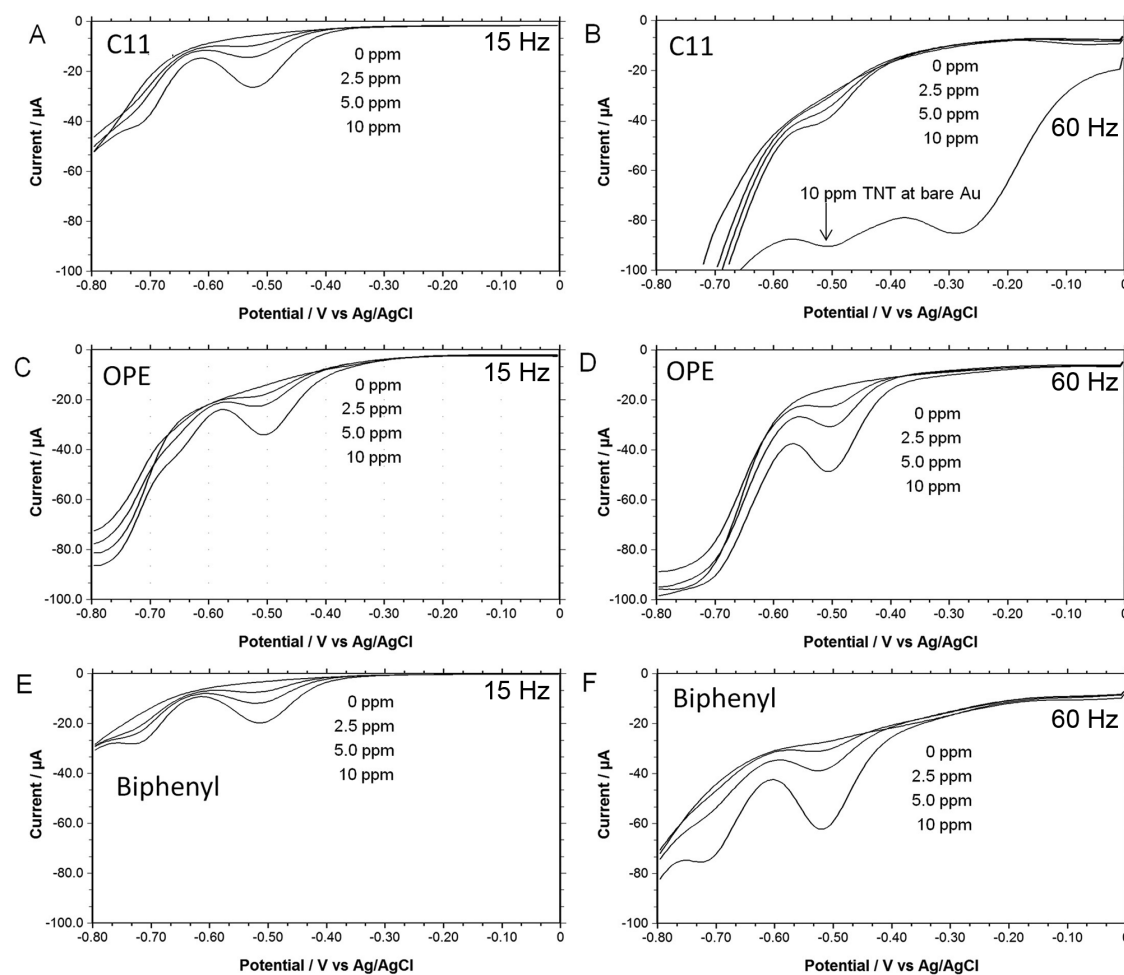 A
C11
15 Hz
0 ppm
2.5 ppm
5.0 ppm
10 ppm
Current / µA
0
-20
-40
-60
-80
-100
-0.80 -0.70 -0.60 -0.50 -0.40 -0.30 -0.20 -0.10 0
Potential / V vs Ag/AgCl
B
C11
0 ppm
2.5 ppm
5.0 ppm
10 ppm
60 Hz
10 ppm TNT at bare Au
Current / µA
0
-20
-40
-60
-80
-100
-0.80 -0.70 -0.60 -0.50 -0.40 -0.30 -0.20 -0.10 0
Potential / V vs Ag/AgCl
C
OPE
15 Hz
0 ppm
2.5 ppm
5.0 ppm
10 ppm
Current / µA
0
-20.0
-40.0
-60.0
-80.0
-100.0
-0.80 -0.70 -0.60 -0.50 -0.40 -0.30 -0.20 -0.10 0
Potential / V vs Ag/AgCl
D
OPE
60 Hz
0 ppm
2.5 ppm
5.0 ppm
10 ppm
Current / µA
0
-20.0
-40.0
-60.0
-80.0
-100.0
-0.80 -0.70 -0.60 -0.50 -0.40 -0.30 -0.20 -0.10 0
Potential / V vs Ag/AgCl
E
15 Hz
0 ppm
2.5 ppm
5.0 ppm
10 ppm
Biphenyl
Current / µA
0
-20.0
-40.0
-60.0
-80.0
-100.0
-0.80 -0.70 -0.60 -0.50 -0.40 -0.30 -0.20 -0.10 0
Potential / V vs Ag/AgCl
F
Biphenyl
60 Hz
0 ppm
2.5 ppm
5.0 ppm
10 ppm
Current / µA
0
-20.0
-40.0
-60.0
-80.0
-100.0
-0.80 -0.70 -0.60 -0.50 -0.40 -0.30 -0.20 -0.10 0
Potential / V vs Ag/AgCl